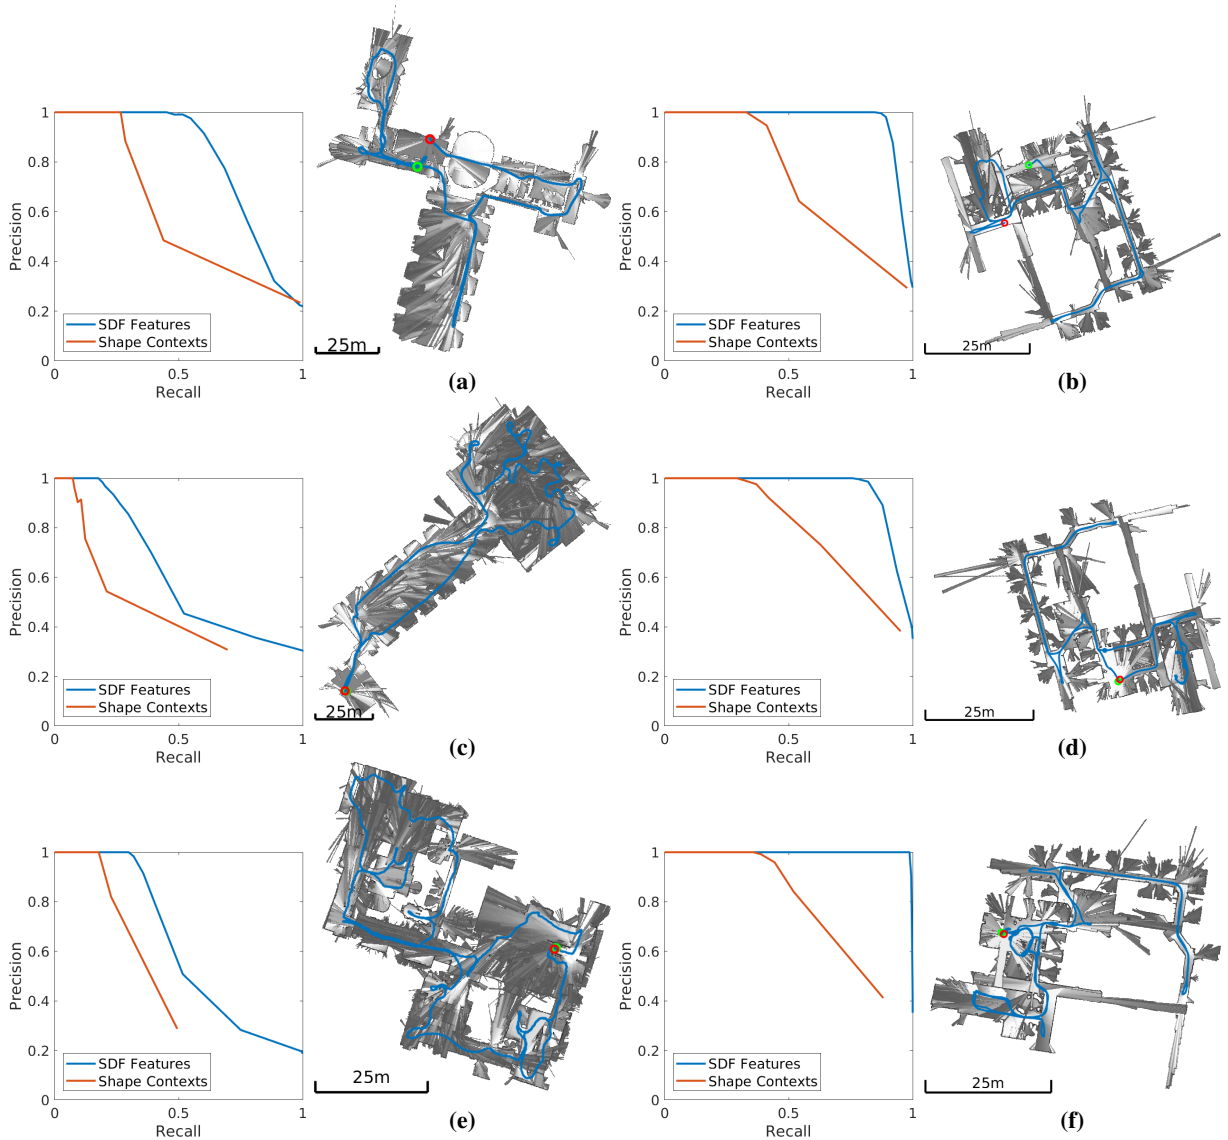 1
0.8
0.6
0.4
0.2
0
Precision
SDF Features
Shape Contexts
0
0.5
1
Recall
25m
(a)
1
0.8
0.6
0.4
0.2
0
Precision
SDF Features
Shape Contexts
0
0.5
1
Recall
25m
(b)
1
0.8
0.6
0.4
0.2
0
Precision
SDF Features
Shape Contexts
0
0.5
1
Recall
25m
(c)
1
0.8
0.6
0.4
0.2
0
Precision
SDF Features
Shape Contexts
0
0.5
1
Recall
25m
(d)
1
0.8
0.6
0.4
0.2
0
Precision
SDF Features
Shape Contexts
0
0.5
1
Recall
25m
(e)
1
0.8
0.6
0.4
0.2
0
Precision
SDF Features
Shape Contexts
0
0.5
1
Recall
25m
(f)